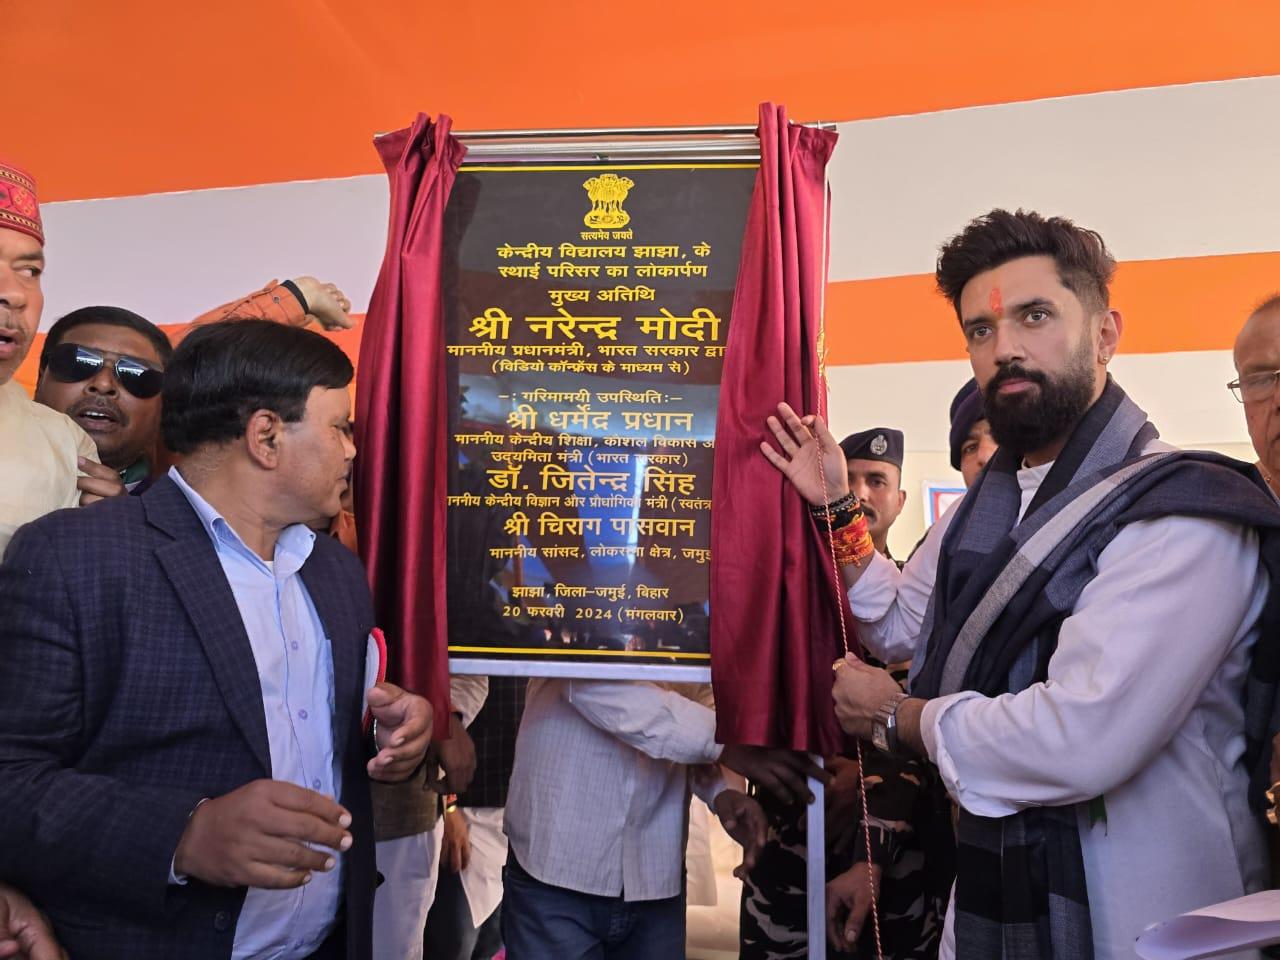 सत्यमेव जयते
केन्द्रीय विद्यालय झाझा, के
स्थाई परिसर का लोकार्पण
मुख्य अतिथि
श्री नरेन्द्र मोदी
माननीय प्रधानमंत्री, भारत सरकार द्वा
(विडियो कॉन्फ्रेंस के माध्यम से)
-: गरिमामयी उपस्थिति:-
श्री धर्मेंद्र प्रधान
माननीय केन्द्रीय शिक्षा, कौशल विकास
उद्यमिता मंत्री (भारत सरकार)
डॉ. जितेन्द्र सिंह
केन्द्रीय विज्ञान और प्रौद्योगिकी मंत्री (स्वतंत्र
श्री चिराग पासवान
माननीय सांसद, लोकसभा क्षेत्र, जमुई
झाझा, जिला-जमुई, बिहार
20 फरवरी 2024 (मंगलवार)